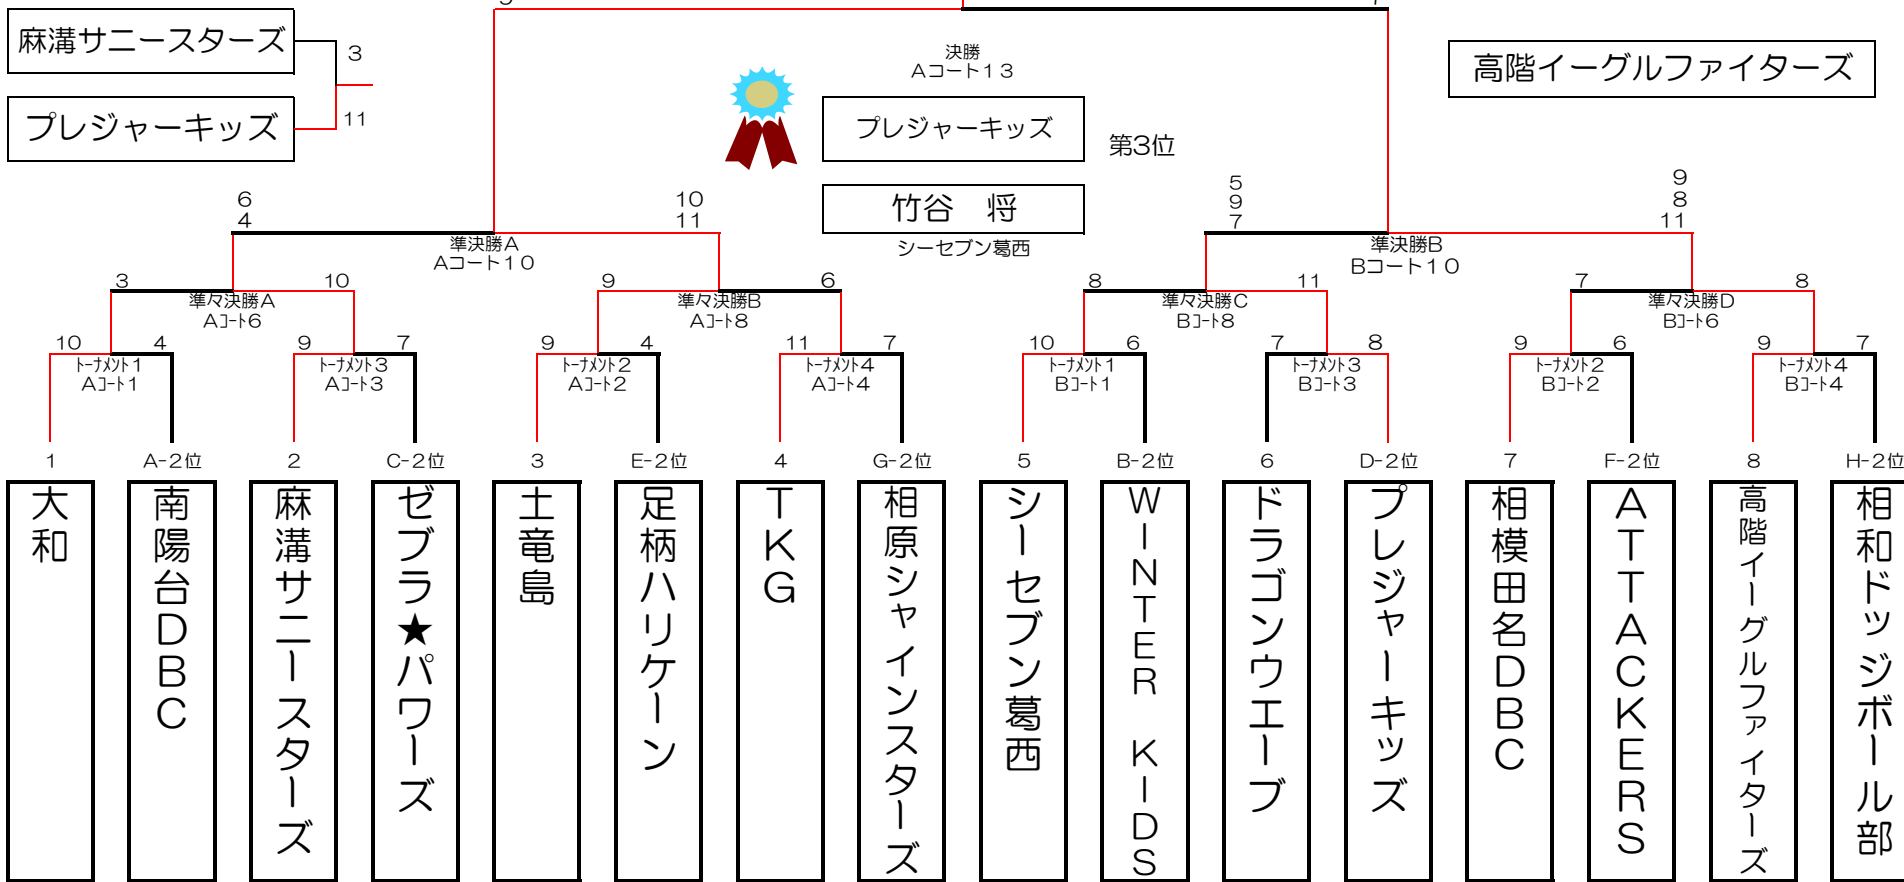 麻溝サニースターズ
3
プレジャーキッズ
11
決勝
Aコート13
プレジャーキッズ
第3位
竹谷　将
シーセブン葛西
高階イーグルファイターズ
6
4
10
11
準決勝A
Aコート10
5
9
7
9
8
11
準決勝B
Bコート10
3 10
準々決勝A
Aコート6
9 6
準々決勝B
Aコート8
8 11
準々決勝C
Bコート8
7 8
準々決勝D
Bコート6
10 4
トーナメント1
Aコート1
9 7
トーナメント3
Aコート3
9 4
トーナメント2
Aコート2
11 7
トーナメント4
Aコート4
10 6
トーナメント1
Bコート1
7 8
トーナメント3
Bコート3
9 6
トーナメント2
Bコート2
9 7
トーナメント4
Bコート4
1 A-2位 2 C-2位 3 E-2位 4 G-2位 5 B-2位 6 D-2位 7 F-2位 8 H-2位
大和
南陽台DBC
麻溝サニースターズ
ゼブラ★パワーズ
土竜島
足柄ハリケーン
TKG
相原シャインスターズ
シーセブン葛西
WINTER KIDS
ドラゴンウエーブ
プレジャーキッズ
相模田名DBC
ATTACKERS
高階イーグルファイターズ
相和ドッジボール部